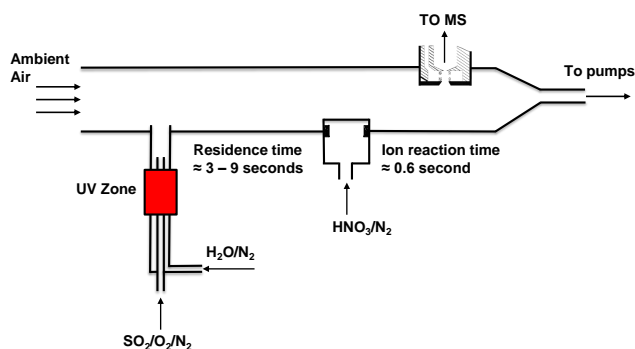 TO MS
Ambient
Air
To pumps
Residence time
≈ 3 – 9 seconds
Ion reaction time
≈ 0.6 second
UV Zone
HNO₃/N₂
H₂O/N₂
SO₂/O₂/N₂